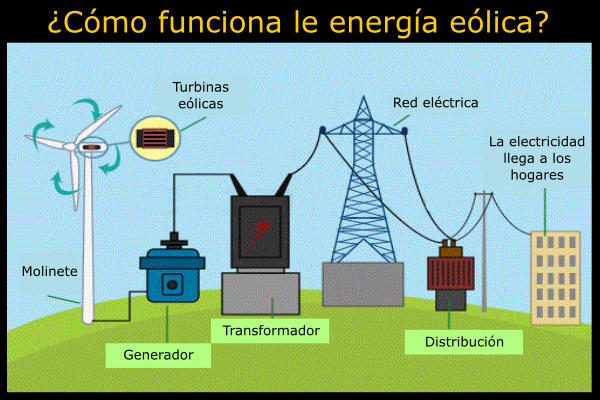 ¿Cómo funciona le energía eólica?
Turbinas
eólicas
Red eléctrica
La electricidad
llega a los
hogares
Molinete
Transformador
Distribución
Generador